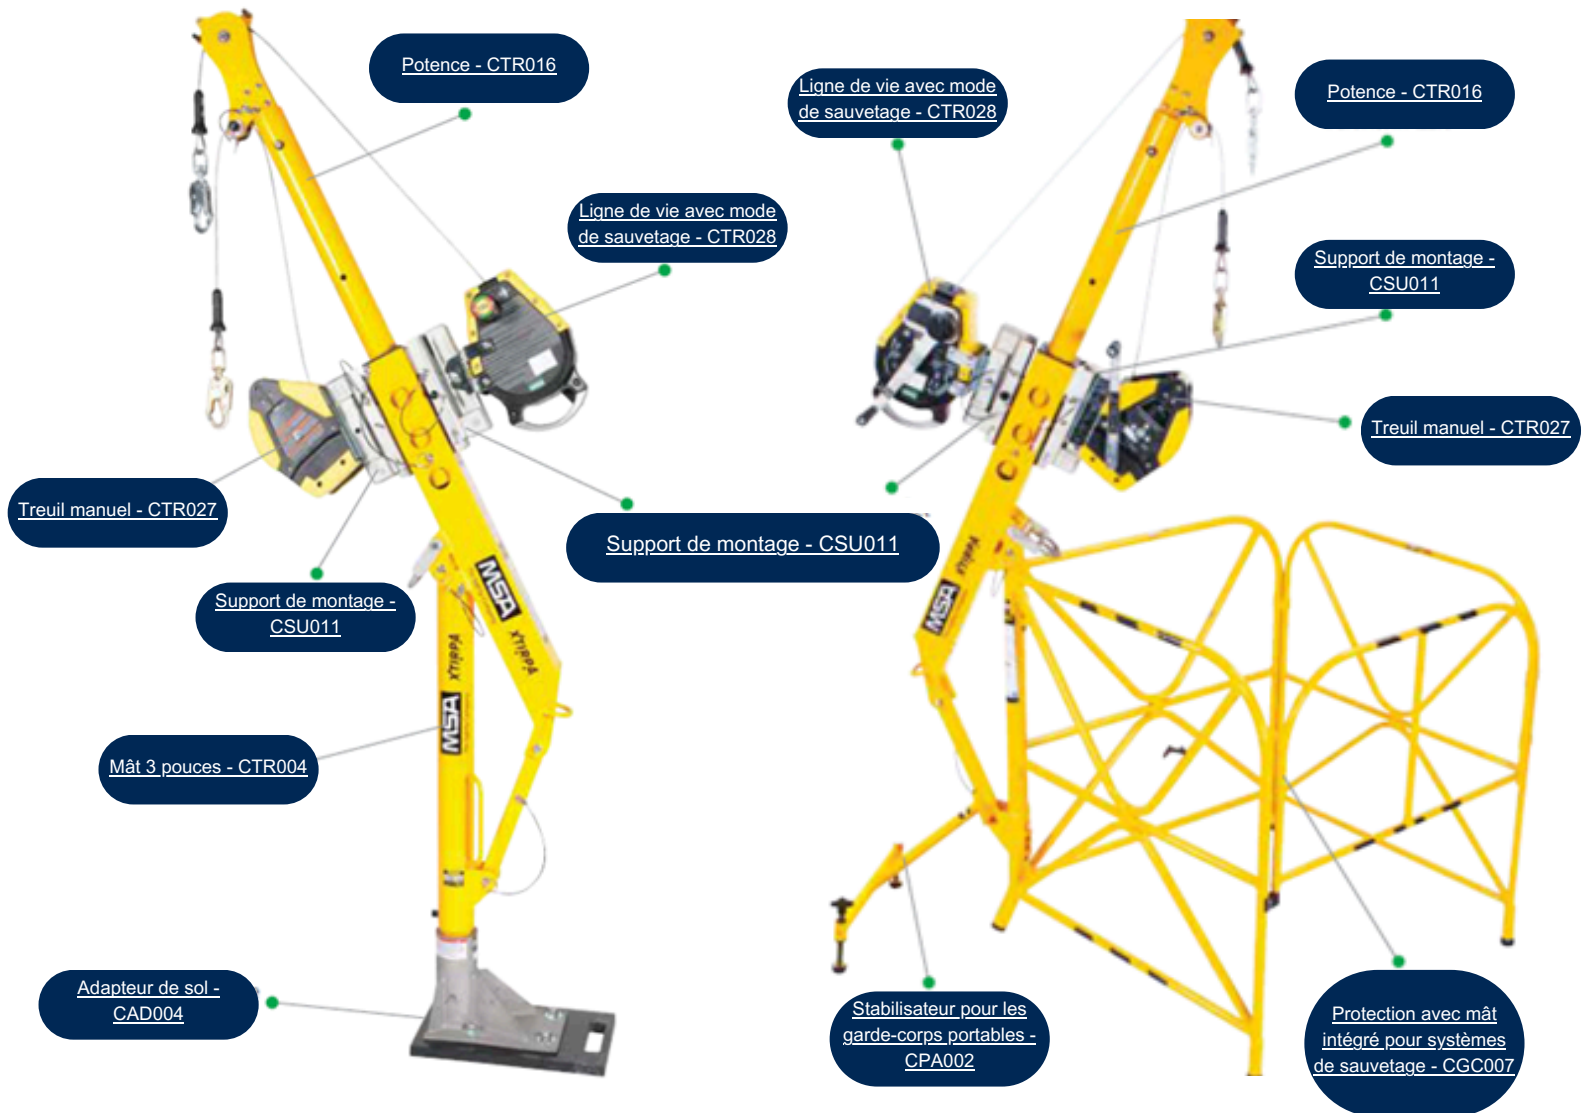 Potence - CTR016
Ligne de vie avec mode
de sauvetage - CTR028
Potence - CTR016
Ligne de vie avec mode
de sauvetage - CTR028
Support de montage -
CSU011
Treuil manuel - CTR027
Treuil manuel - CTR027
Support de montage - CSU011
Support de montage -
CSU011
MSA
XTIRPA
MSA
XTIRPA
MSA
XTIRPA
Mât 3 pouces - CTR004
Adapteur de sol -
CAD004
Stabilisateur pour les
garde-corps portables -
CPA002
Protection avec mât
intégré pour systèmes
de sauvetage - CGC007